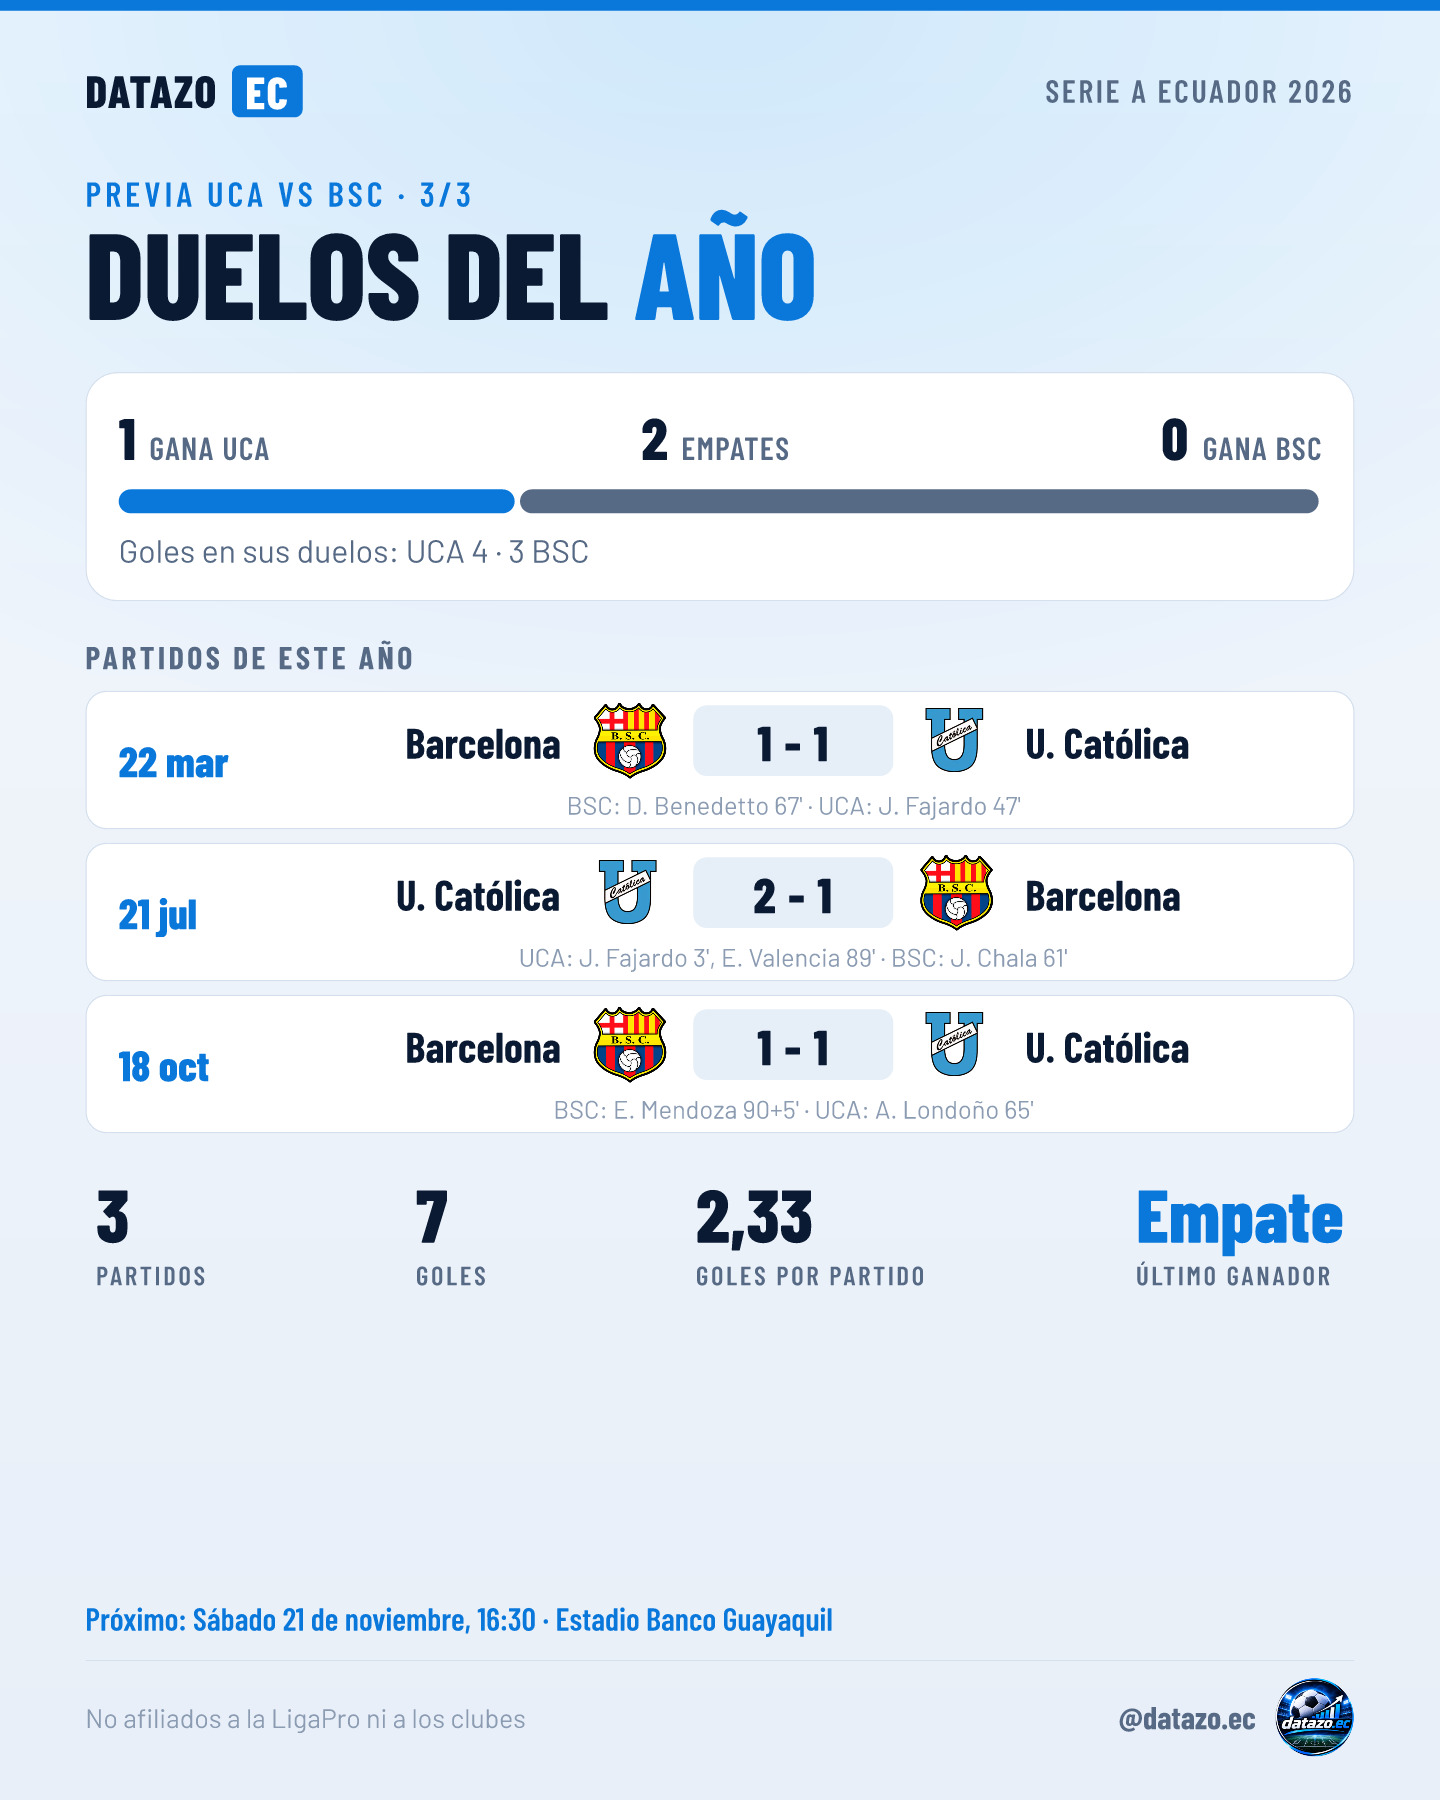 DATAZO EC
SERIE A ECUADOR 2026
PREVIA UCA VS BSC · 3/3
DUELOS DEL AÑO
1 GANA UCA
2 EMPATES
0 GANA BSC
Goles en sus duelos: UCA 4 · 3 BSC
PARTIDOS DE ESTE AÑO
22 mar
Barcelona
B. S. C.
1 - 1
Católica
U. Católica
BSC: D. Benedetto 67' · UCA: J. Fajardo 47'
21 jul
U. Católica
Católica
2 - 1
B. S. C.
Barcelona
UCA: J. Fajardo 3', E. Valencia 89' · BSC: J. Chala 61'
18 oct
Barcelona
B. S. C.
1 - 1
Católica
U. Católica
BSC: E. Mendoza 90+5' · UCA: A. Londoño 65'
3
PARTIDOS
7
GOLES
2,33
GOLES POR PARTIDO
Empate
ÚLTIMO GANADOR
Próximo: Sábado 21 de noviembre, 16:30 · Estadio Banco Guayaquil
No afiliados a la LigaPro ni a los clubes
@datazo.ec
datazo.ec